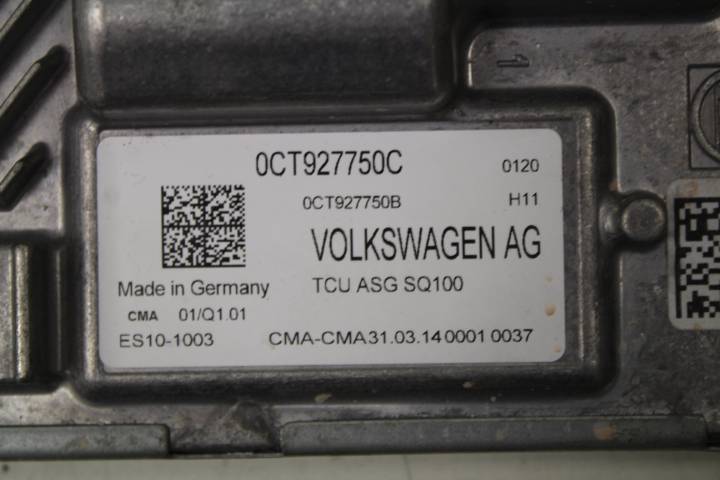 1
0CT927750C 0120
0CT927750B H11
VOLKSWAGEN AG
TCU ASG SQ100
Made in Germany
CMA 01/Q1.01
ES10-1003 CMA-CMA31.03.14 0001 0037